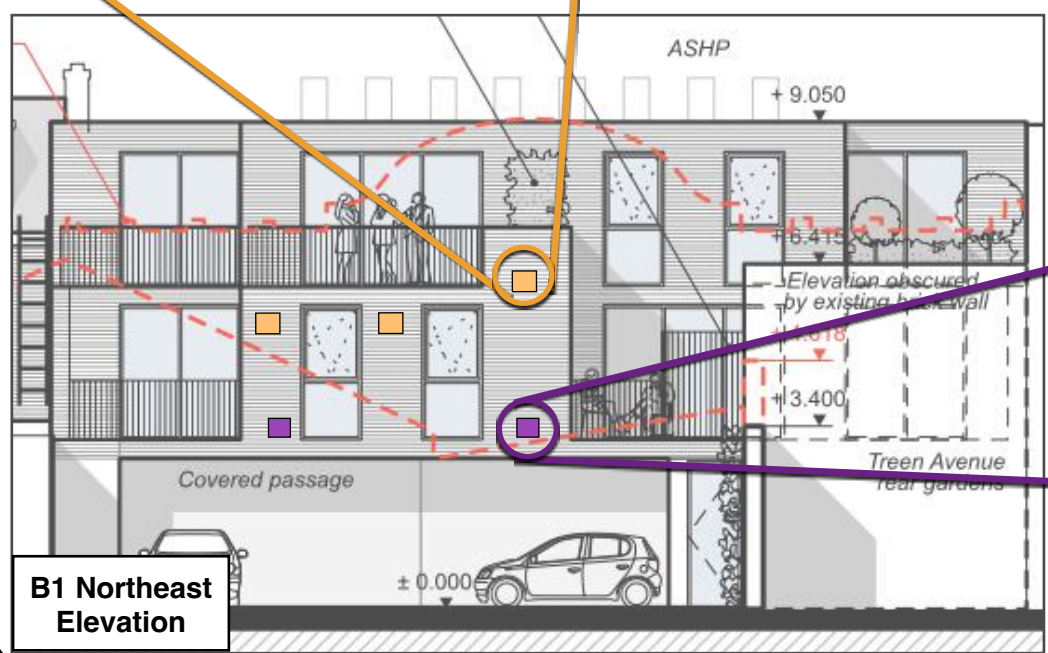 ASHP
+ 9.050
+ 6.415
Elevation obscured
by existing brick wall
+ 3.400
Treen Avenue
rear gardens
Covered passage
± 0.000
B1 Northeast
Elevation